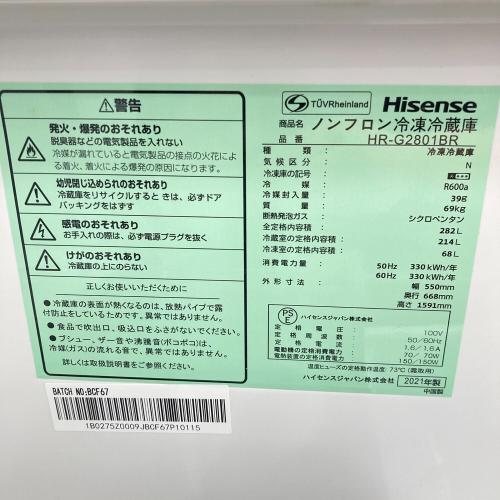 警告
発火・爆発のおそれあり
脱臭器などの電気製品を入れない
冷媒が漏れていると電気製品の接点の火花による着火、着火による爆発の原因になります。
幼児閉じ込められのおそれあり
冷蔵庫をリサイクルするときは、必ずドアパッキングをはずす
感電のおそれあり
お手入れの際は、必ず電源プラグを抜く
けがのおそれあり
冷蔵庫の上にのらない
正しくお使いいただくために
●冷蔵庫の表面が熱くなるのは、放熱パイプで露付防止をしているためです。異常ではありません。
●食品で吹出口、吸込口をふさがないでください。
●プシュー、ザー音や沸騰音(ポコポコ)は、冷媒(ガス)の流れる音で、異常ではありません。
詳しくは取扱説明書をご覧ください。
BATCH NO:BCF67
1B0275Z0009JBCF67P10115
TÜVRheinland
Hisense
商品名 ノンフロン冷凍冷蔵庫
品番 HR-G2801BR
種類 冷凍冷蔵庫
気候区分 N
冷凍庫の記号
冷媒 R600a
冷媒封入量 39g
質量 69kg
断熱発泡ガス シクロペンタン
全定格内容積 282L
冷蔵室の定格内容積 214L
冷凍室の定格内容積 68L
消費電力量 50Hz 330kWh/年
60Hz 330kWh/年
外形寸法 幅 550mm
奥行 668mm
高さ 1591mm
PS
E
ハイセンスジャパン株式会社
定格電圧 100V
定格周波数 50/60Hz
定格電流 1.6/1.6A
電動機の定格消費電力 70/70W
電熱装置の定格消費電力 150/150W
温度ヒューズの定格動作温度: 73℃ (霜取用)
ハイセンスジャパン株式会社 2021年製
中国製